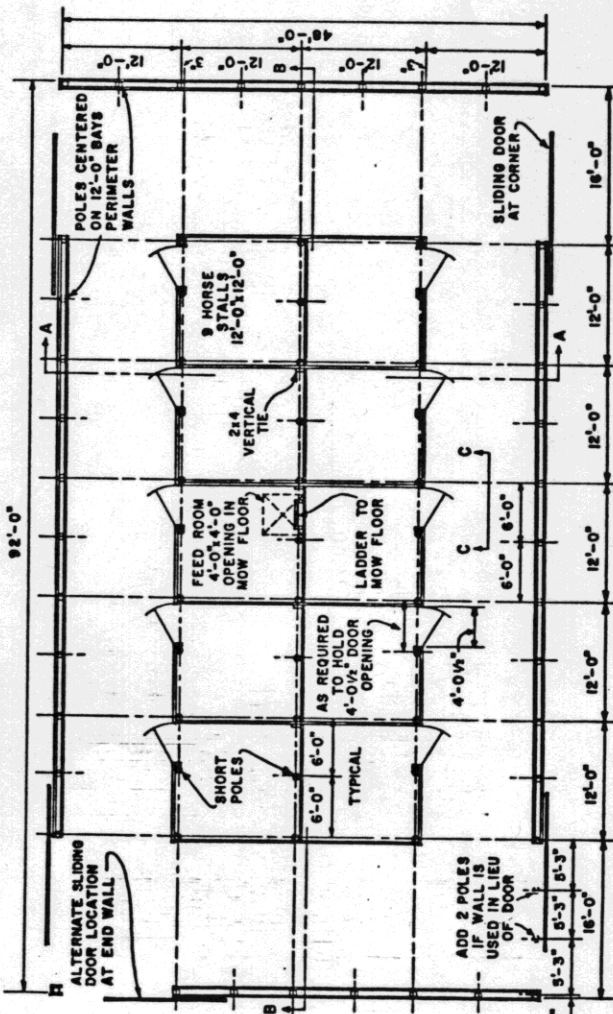 92'-0"
48'-0"
12'-0"
3"
12'-0"
B
12'-0"
3"
12'-0"
POLES CENTERED
ON 12'-0" BAYS
PERIMETER
WALLS
SLIDING DOOR
AT CORNER
16'-0"
A
9 HORSE
STALLS
12'-0"x12'-0"
A
12'-0"
2x4
VERTICAL
TIE
12'-0"
FEED ROOM
4'-0"x4'-0"
OPENING IN
MOW FLOOR
LADDER TO
MOW FLOOR
C
C
6'-0"
6'-0"
12'-0"
AS REQUIRED
TO HOLD
4'-0½" DOOR
OPENING
4'-0½"
12'-0"
SHORT
POLES
6'-0"
6'-0"
TYPICAL
12'-0"
ALTERNATE SLIDING
DOOR LOCATION
AT END WALL
B
ADD 2 POLES
IF WALL IS
USED IN LIEU
OF DOOR
5'-3"
5'-3"
5'-3"
16'-0"